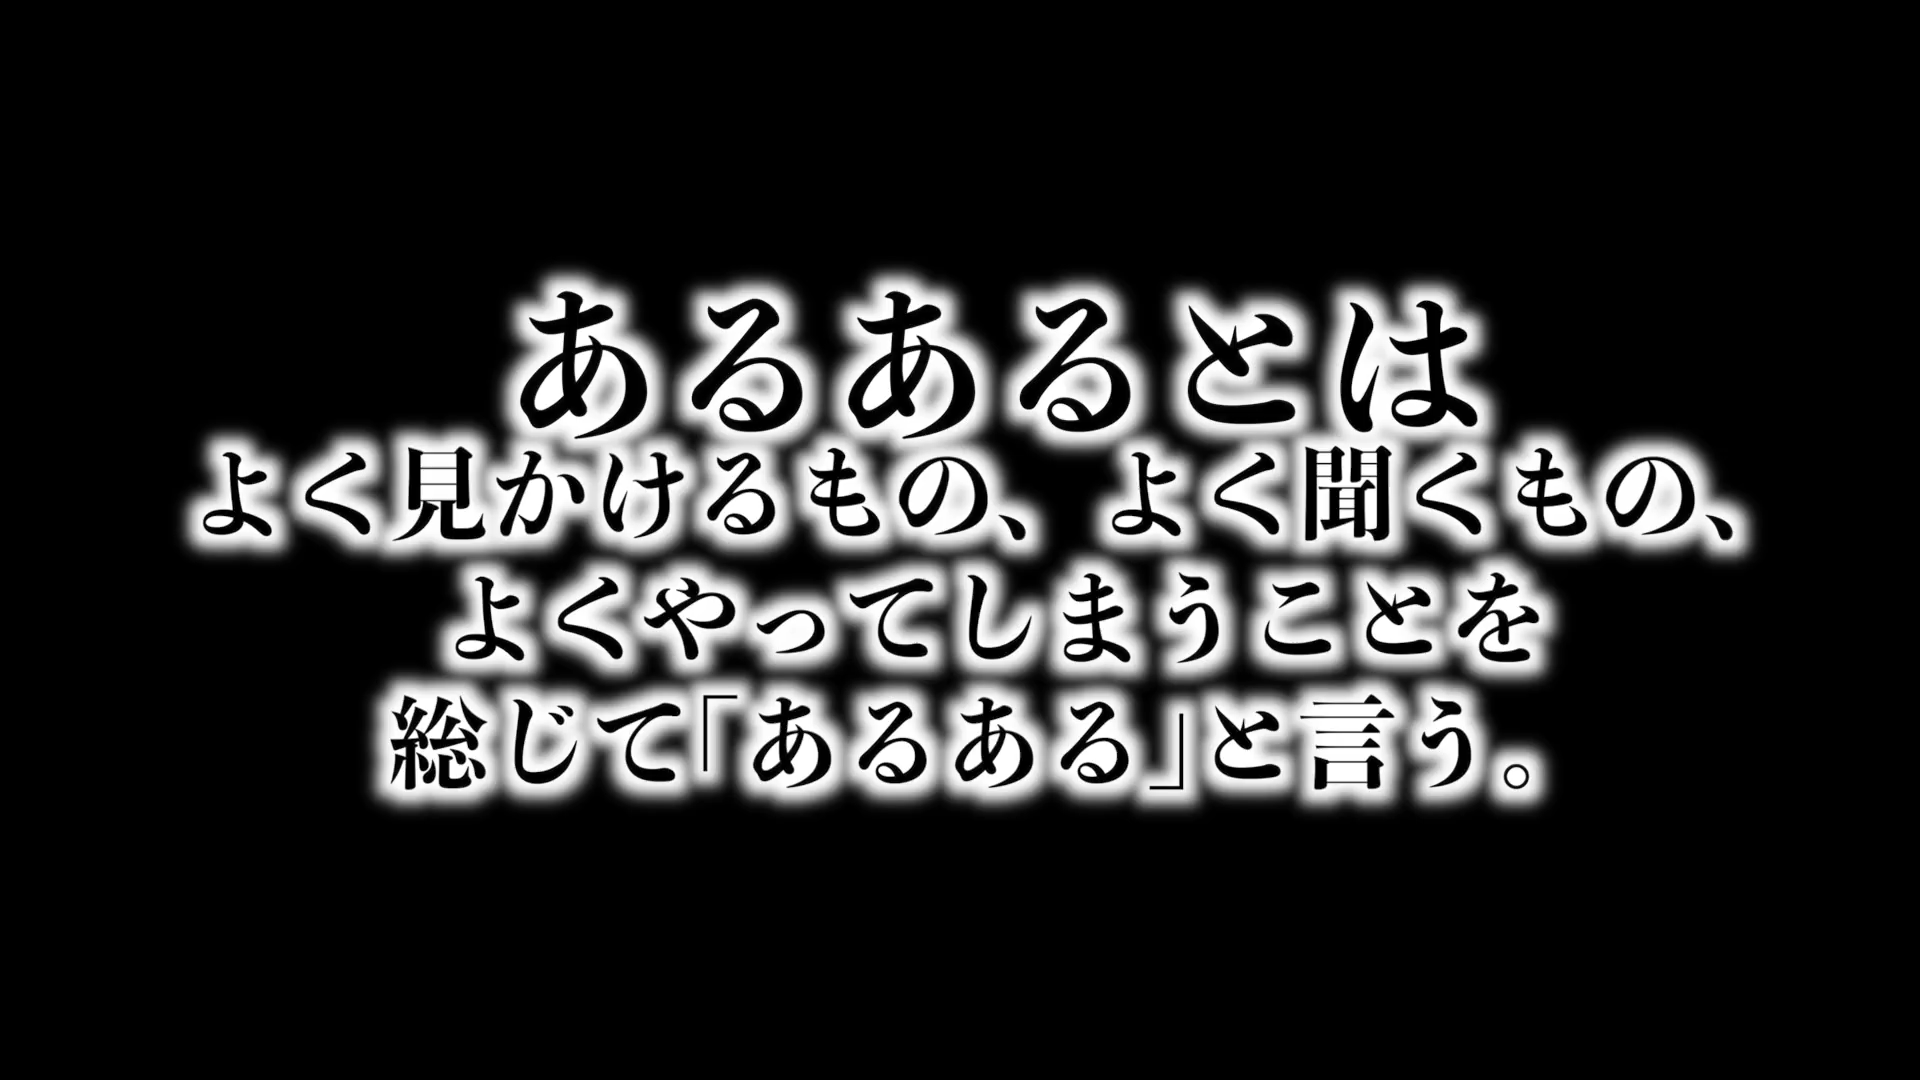 あるあるとは
よく見かけるもの、よく聞くもの、
よくやってしまうことを
総じて「あるある」と言う。